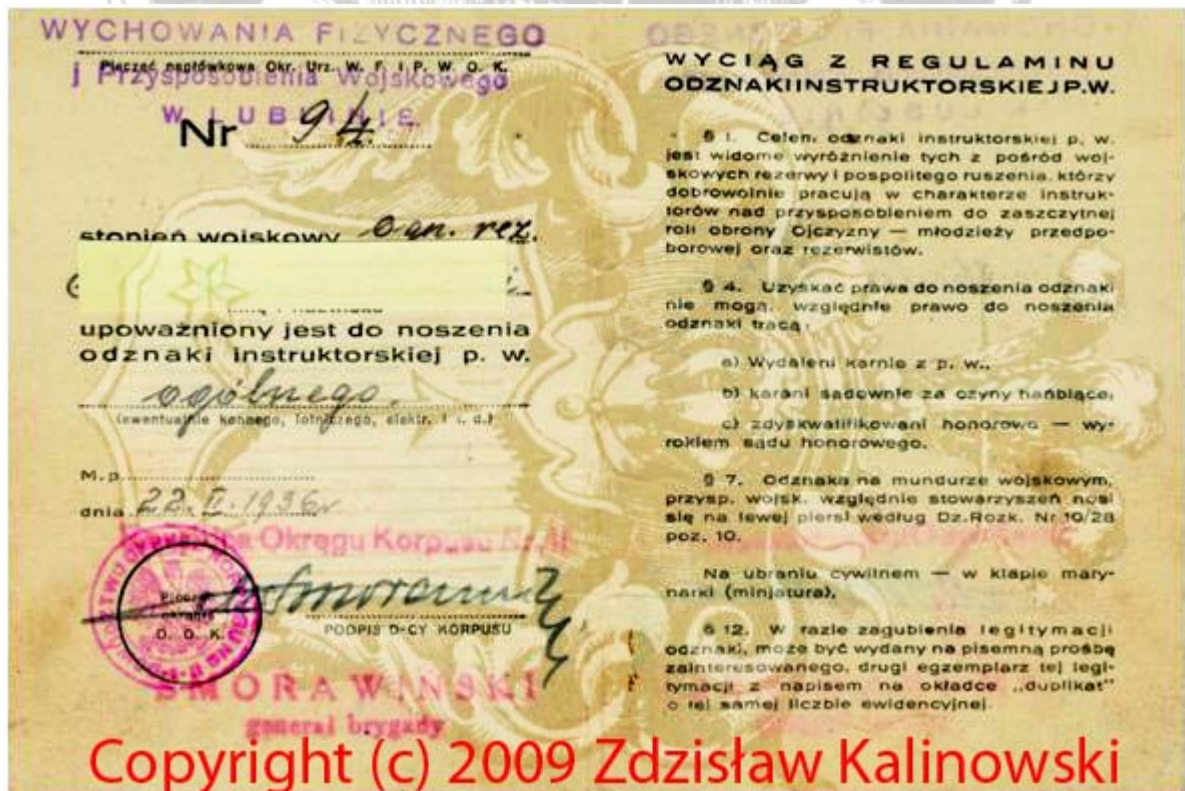 WYCHOWANIA FIZYCZNEGO
Pieczęć nagłówkowa Okr. Urz. W. F. I P. W. O. K.
i Przysposobienia Wojskowego
W LUBLINIE
Nr 94.
stopień wojskowy ogn. rez.
upoważniony jest do noszenia
odznaki instruktorskiej p. w.
ogólnego.
(ewentualnie konnego, lotniczego, elektr. i t. d.)
M. p.
dnia 22. II. 1936 r
Okręgu Korpusu Nr. II
Pieczęć
okrągła
D. O. K.
PODPIS D-CY KORPUSU
SMORAWIŃSKI
generał brygady
WYCIĄG Z REGULAMINU
ODZNAKI INSTRUKTORSKIEJ P.W.
§ 1. Celem odznaki instruktorskiej p. w.
jest widome wyróżnienie tych z pośród woj-
skowych rezerwy i pospolitego ruszenia, którzy
dobrowolnie pracują w charakterze instruk-
torów nad przysposobieniem do zaszczytnej
roli obrony Ojczyzny — młodzieży przedpo-
borowej oraz rezerwistów.
§ 4. Uzyskać prawa do noszenia odznaki
nie mogą, względnie prawo do noszenia
odznaki tracą:
a) Wydaleni karnie z p. w.,
b) karani sądownie za czyny hańbiące,
c) zdyskwalifikowani honorowo — wy-
rokiem sądu honorowego.
§ 7. Odznaka na mundurze wojskowym,
przysp. wojsk. względnie stowarzyszeń nosi
się na lewej piersi według Dz.Rozk. Nr 10/28
poz. 10.
Na ubraniu cywilnem — w klapie mary-
narki (minjatura).
§ 12. W razie zagubienia legitymacji
odznaki, może być wydany na pisemną prośbę
zainteresowanego, drugi egzemplarz tej legi-
tymacji z napisem na okładce „duplikat"
o tej samej liczbie ewidencyjnej.
Copyright (c) 2009 Zdzisław Kalinowski